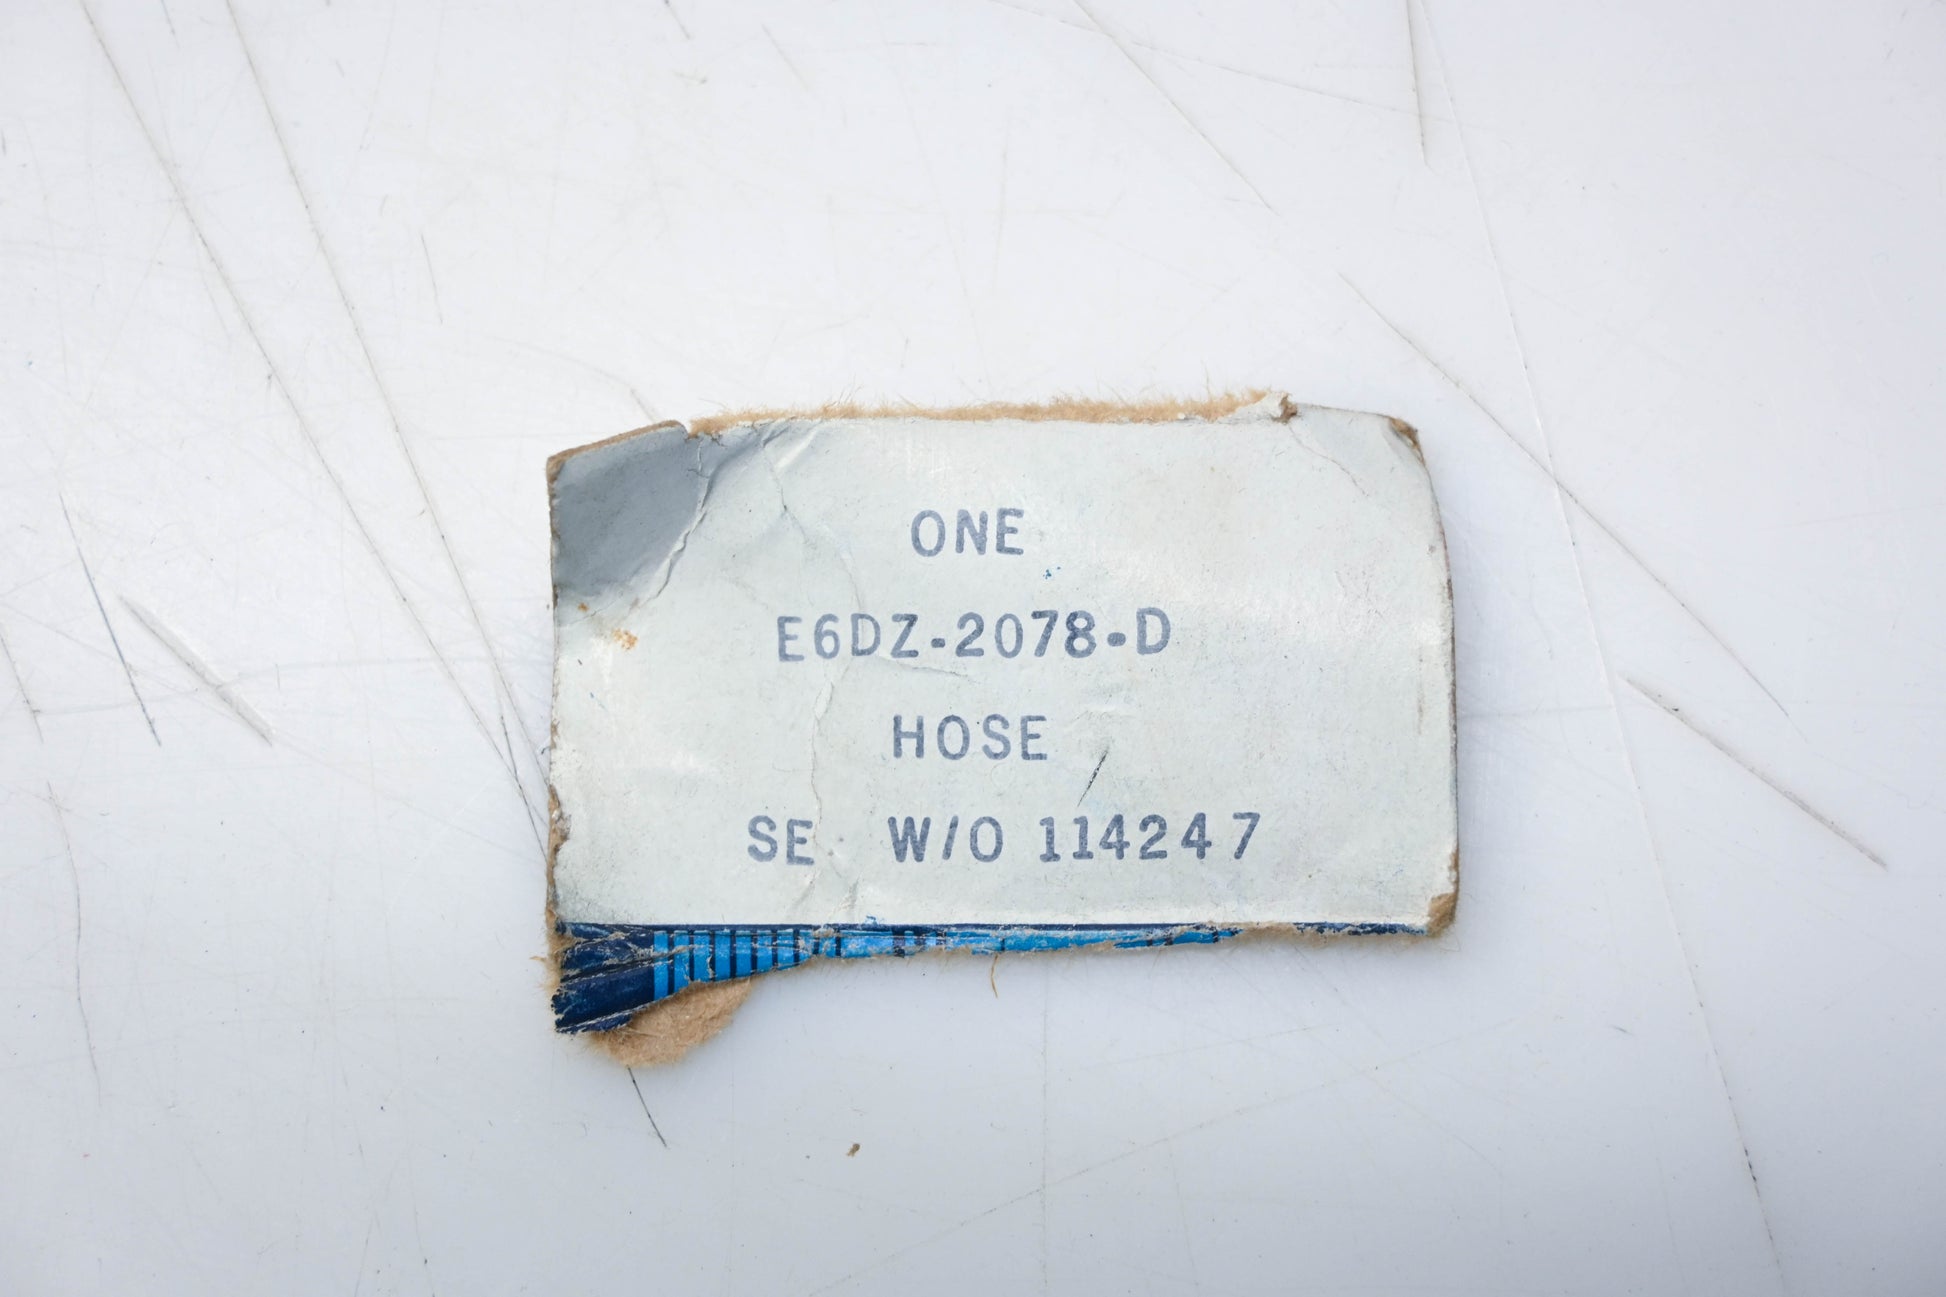 ONE
E6DZ-2078-D
HOSE
SE W/O 114247